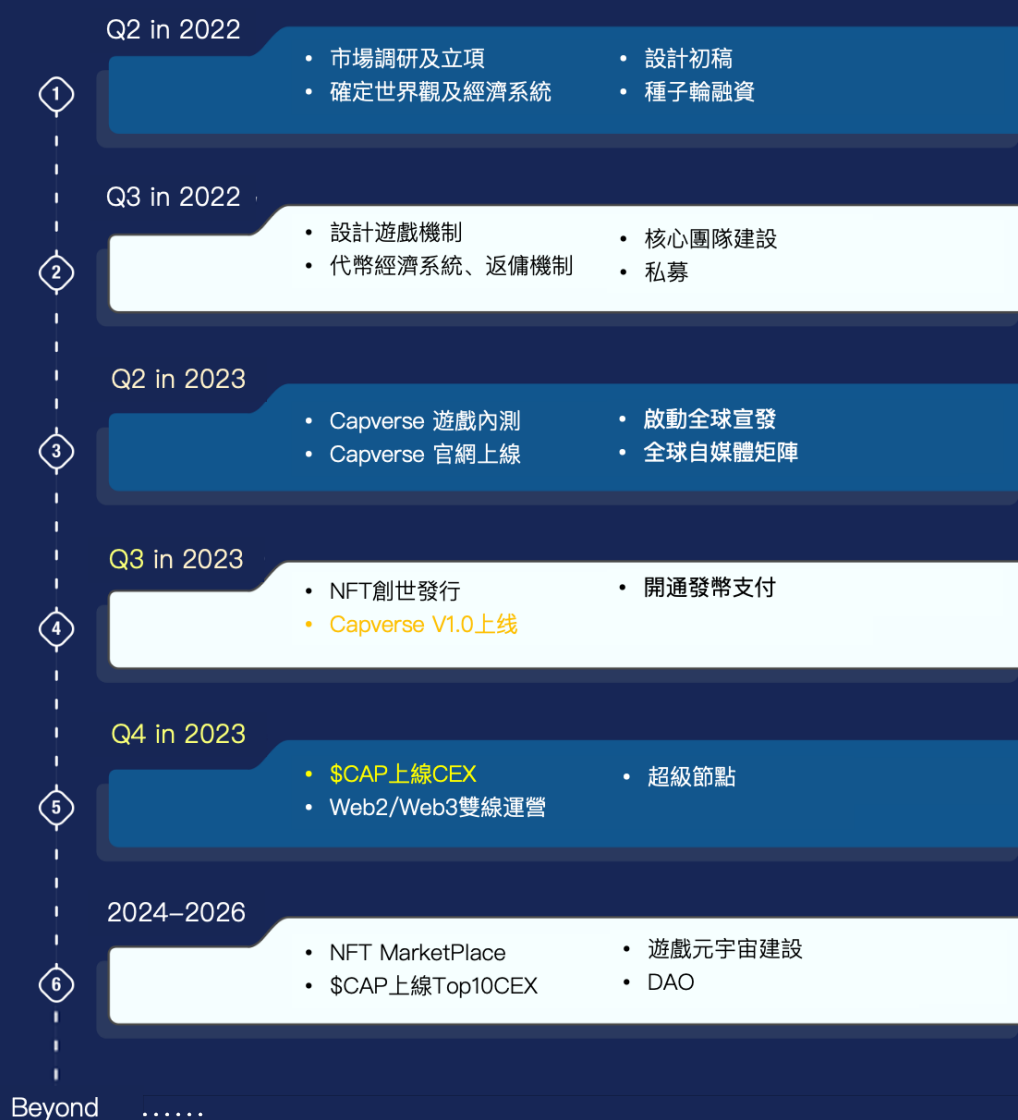 Q2 in 2022
1
• 市場調研及立項
• 確定世界觀及經濟系統
• 設計初稿
• 種子輪融資
Q3 in 2022
2
• 設計遊戲機制
• 代幣經濟系統、返傭機制
• 核心團隊建設
• 私募
Q2 in 2023
3
• Capverse 遊戲內測
• Capverse 官網上線
• 啟動全球宣發
• 全球自媒體矩陣
Q3 in 2023
4
• NFT創世發行
• Capverse V1.0上线
• 開通發幣支付
Q4 in 2023
5
• $CAP上線CEX
• Web2/Web3雙線運營
• 超級節點
2024–2026
6
• NFT MarketPlace
• $CAP上線Top10CEX
• 遊戲元宇宙建設
• DAO
Beyond ......